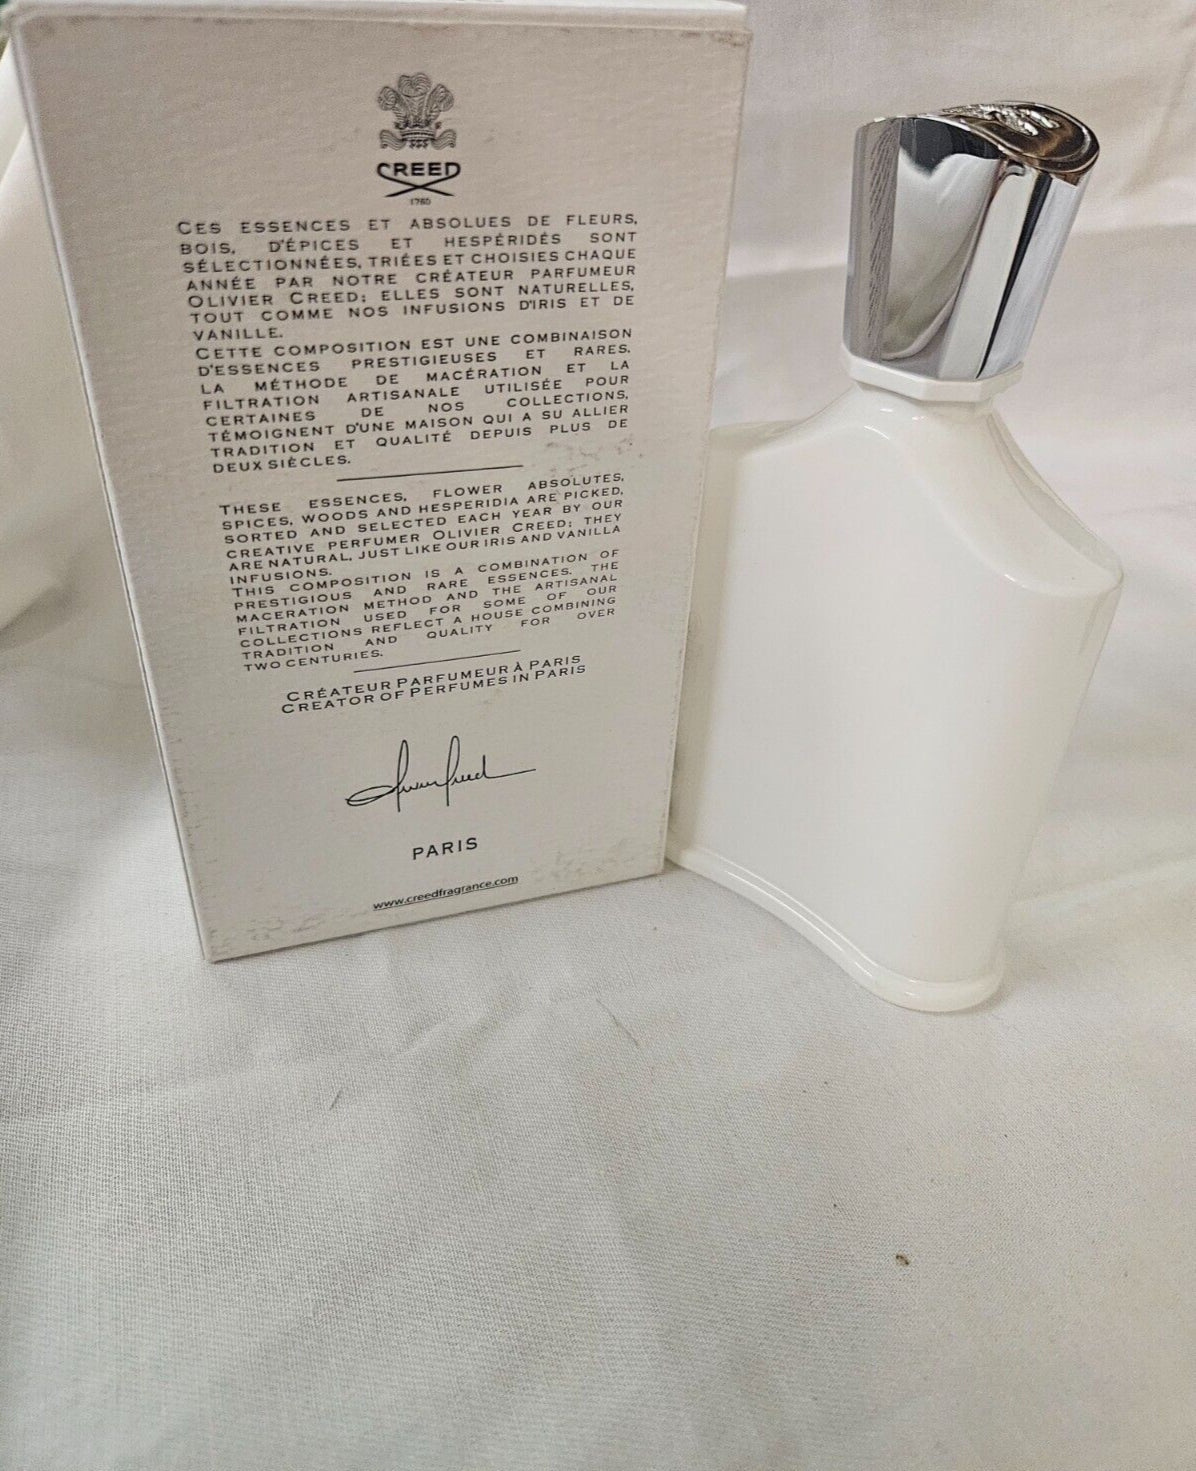 CREED
1760
CES ESSENCES ET ABSOLUES DE FLEURS,
BOIS, D'ÉPICES ET HESPÉRIDÉS SONT
SÉLECTIONNÉES, TRIÉES ET CHOISIES CHAQUE
ANNÉE PAR NOTRE CRÉATEUR PARFUMEUR
OLIVIER CREED; ELLES SONT NATURELLES,
TOUT COMME NOS INFUSIONS D'IRIS ET DE
VANILLE.
CETTE COMPOSITION EST UNE COMBINAISON
D'ESSENCES PRESTIGIEUSES ET RARES.
LA MÉTHODE DE MACÉRATION ET LA
FILTRATION ARTISANALE UTILISÉE POUR
CERTAINES DE NOS COLLECTIONS,
TÉMOIGNENT D'UNE MAISON QUI A SU ALLIER
TRADITION ET QUALITÉ DEPUIS PLUS DE
DEUX SIÈCLES.
THESE ESSENCES, FLOWER ABSOLUTES,
SPICES, WOODS AND HESPERIDIA ARE PICKED,
SORTED AND SELECTED EACH YEAR BY OUR
CREATIVE PERFUMER OLIVIER CREED; THEY
ARE NATURAL, JUST LIKE OUR IRIS AND VANILLA
INFUSIONS.
THIS COMPOSITION IS A COMBINATION OF
PRESTIGIOUS AND RARE ESSENCES. THE
MACERATION METHOD AND THE ARTISANAL
FILTRATION USED FOR SOME OF OUR
COLLECTIONS REFLECT A HOUSE COMBINING
TRADITION AND QUALITY FOR OVER
TWO CENTURIES.
CRÉATEUR PARFUMEUR À PARIS
CREATOR OF PERFUMES IN PARIS
PARIS
www.creedfragrance.com